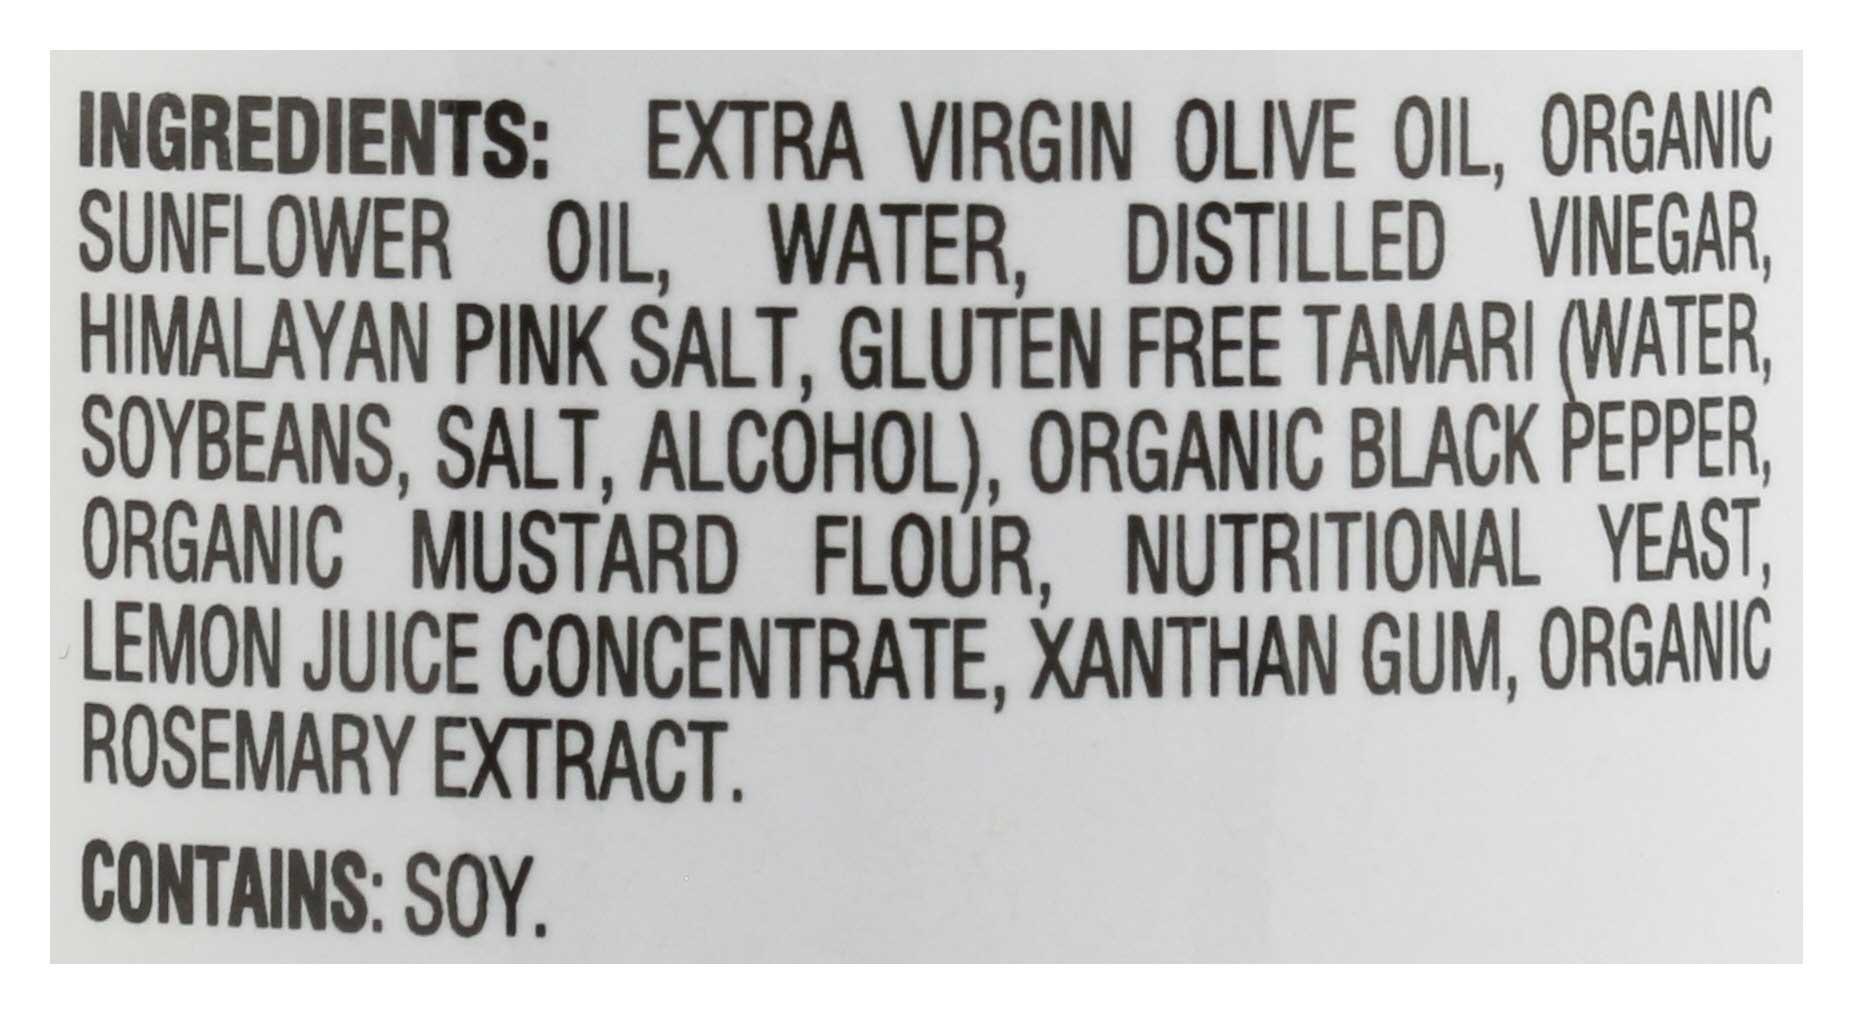 INGREDIENTS: EXTRA VIRGIN OLIVE OIL, ORGANIC
SUNFLOWER OIL, WATER, DISTILLED VINEGAR,
HIMALAYAN PINK SALT, GLUTEN FREE TAMARI (WATER,
SOYBEANS, SALT, ALCOHOL), ORGANIC BLACK PEPPER,
ORGANIC MUSTARD FLOUR, NUTRITIONAL YEAST,
LEMON JUICE CONCENTRATE, XANTHAN GUM, ORGANIC
ROSEMARY EXTRACT.
CONTAINS: SOY.